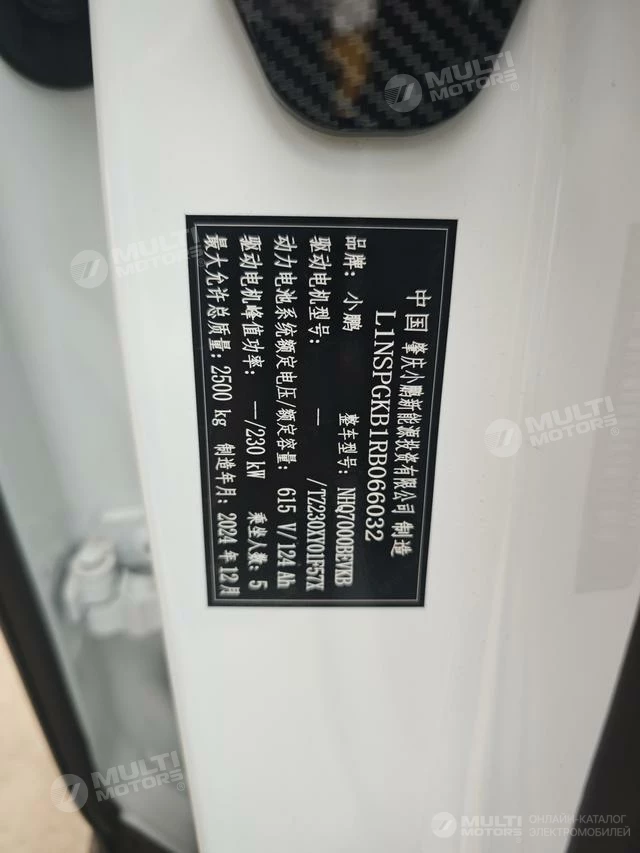 中国 肇庆小鹏新能源投资有限公司 制造
L1NSPGKB1RB066032
品牌: 小鹏 整车型号: NHQ7000BEVKB
驱动电机型号: — /TZ230XY01F57X
动力电池系统额定电压/额定容量: 615 V/124 Ah
驱动电机峰值功率: —/230 kW 乘坐人数: 5
最大允许总质量: 2500 kg 制造年月: 2024 年 12 月
MULTI MOTORS®
MULTI MOTORS®
MULTI MOTORS®
MULTI MOTORS®
MULTI MOTORS ОНЛАЙН-КАТАЛОГ ЭЛЕКТРОМОБИЛЕЙ